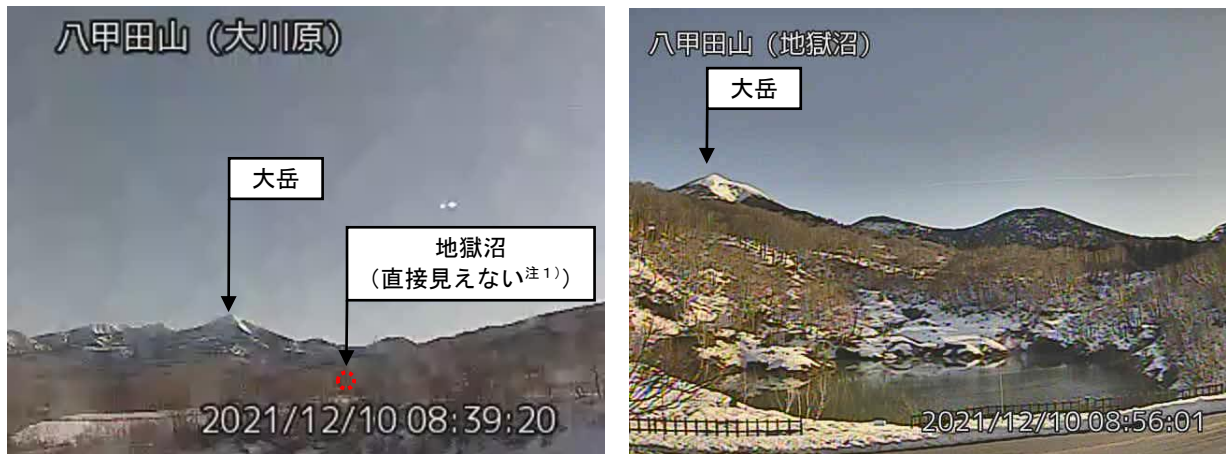 八甲田山（大川原）
大岳
地獄沼
（直接見えない注１））
2021/12/10 08:39:20
八甲田山（地獄沼）
大岳
2021/12/10 08:56:01